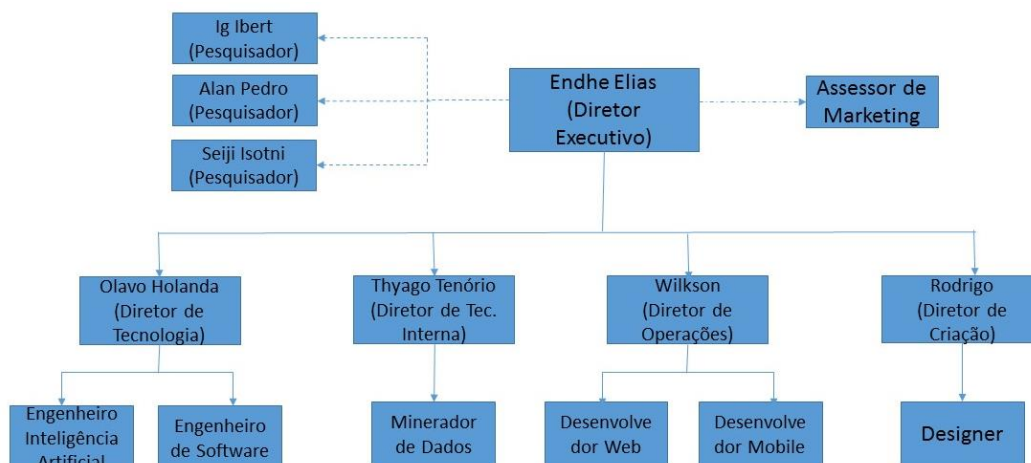 Ig Ibert
(Pesquisador)
Alan Pedro
(Pesquisador)
Seiji Isotni
(Pesquisador)
Endhe Elias
(Diretor
Executivo)
Assessor de
Marketing
Olavo Holanda
(Diretor de
Tecnologia)
Thyago Tenório
(Diretor de Tec.
Interna)
Wilkson
(Diretor de
Operações)
Rodrigo
(Diretor de
Criação)
Engenheiro
Inteligência
Artificial
Engenheiro
de Software
Minerador
de Dados
Desenvolve
dor Web
Desenvolve
dor Mobile
Designer